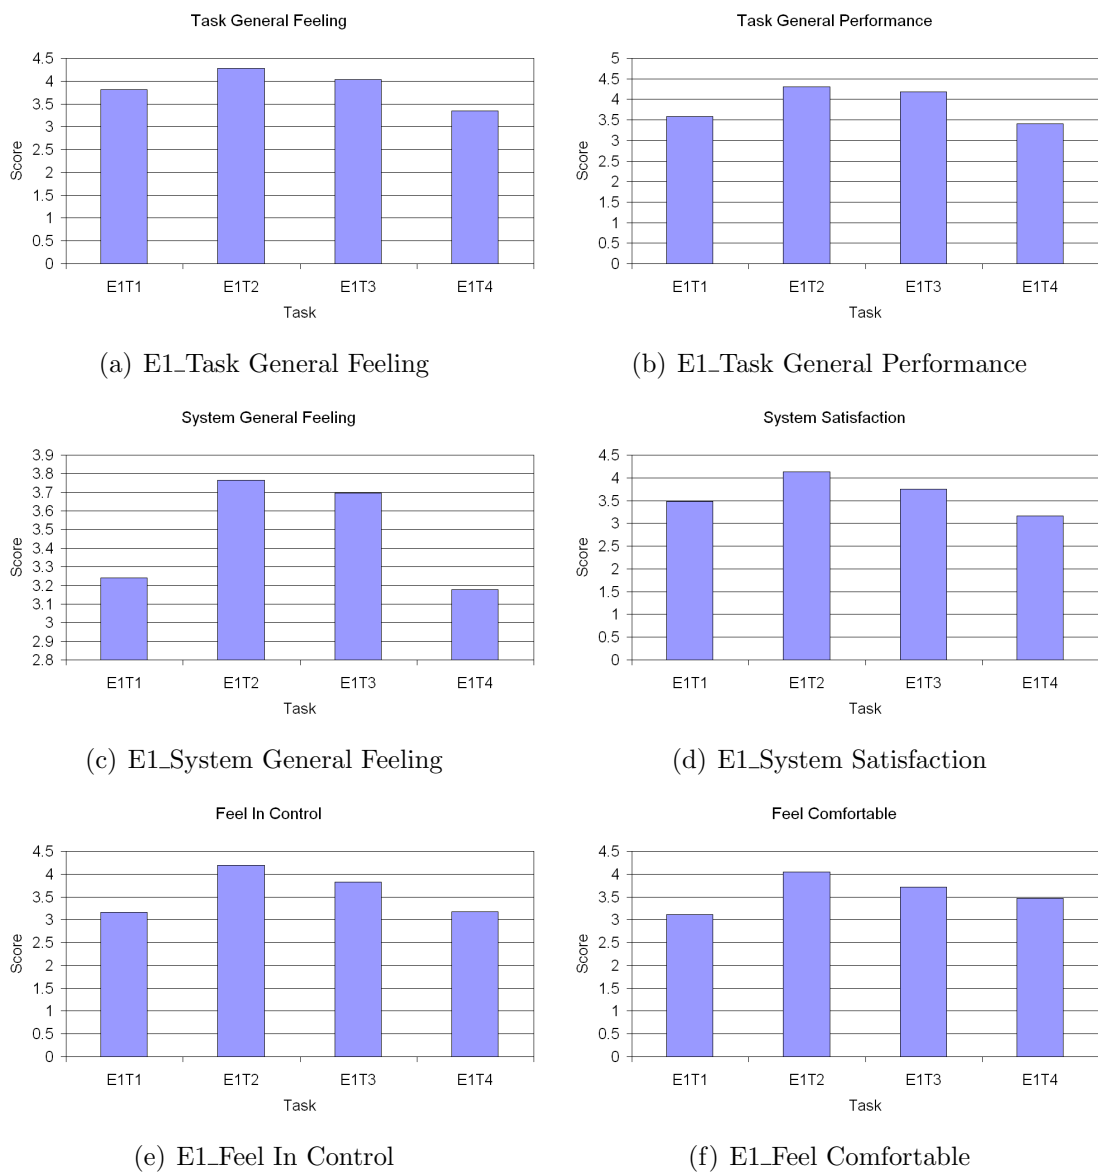 Task General Feeling
4.5
4
3.5
3
2.5
2
1.5
1
0.5
0
Score
E1T1 E1T2 E1T3 E1T4
Task
(a) E1_Task General Feeling
Task General Performance
5
4.5
4
3.5
3
2.5
2
1.5
1
0.5
0
Score
E1T1 E1T2 E1T3 E1T4
Task
(b) E1_Task General Performance
System General Feeling
3.9
3.8
3.7
3.6
3.5
3.4
3.3
3.2
3.1
3
2.9
2.8
Score
E1T1 E1T2 E1T3 E1T4
Task
(c) E1_System General Feeling
System Satisfaction
4.5
4
3.5
3
2.5
2
1.5
1
0.5
0
Score
E1T1 E1T2 E1T3 E1T4
Task
(d) E1_System Satisfaction
Feel In Control
4.5
4
3.5
3
2.5
2
1.5
1
0.5
0
Score
E1T1 E1T2 E1T3 E1T4
Task
(e) E1_Feel In Control
Feel Comfortable
4.5
4
3.5
3
2.5
2
1.5
1
0.5
0
Score
E1T1 E1T2 E1T3 E1T4
Task
(f) E1_Feel Comfortable